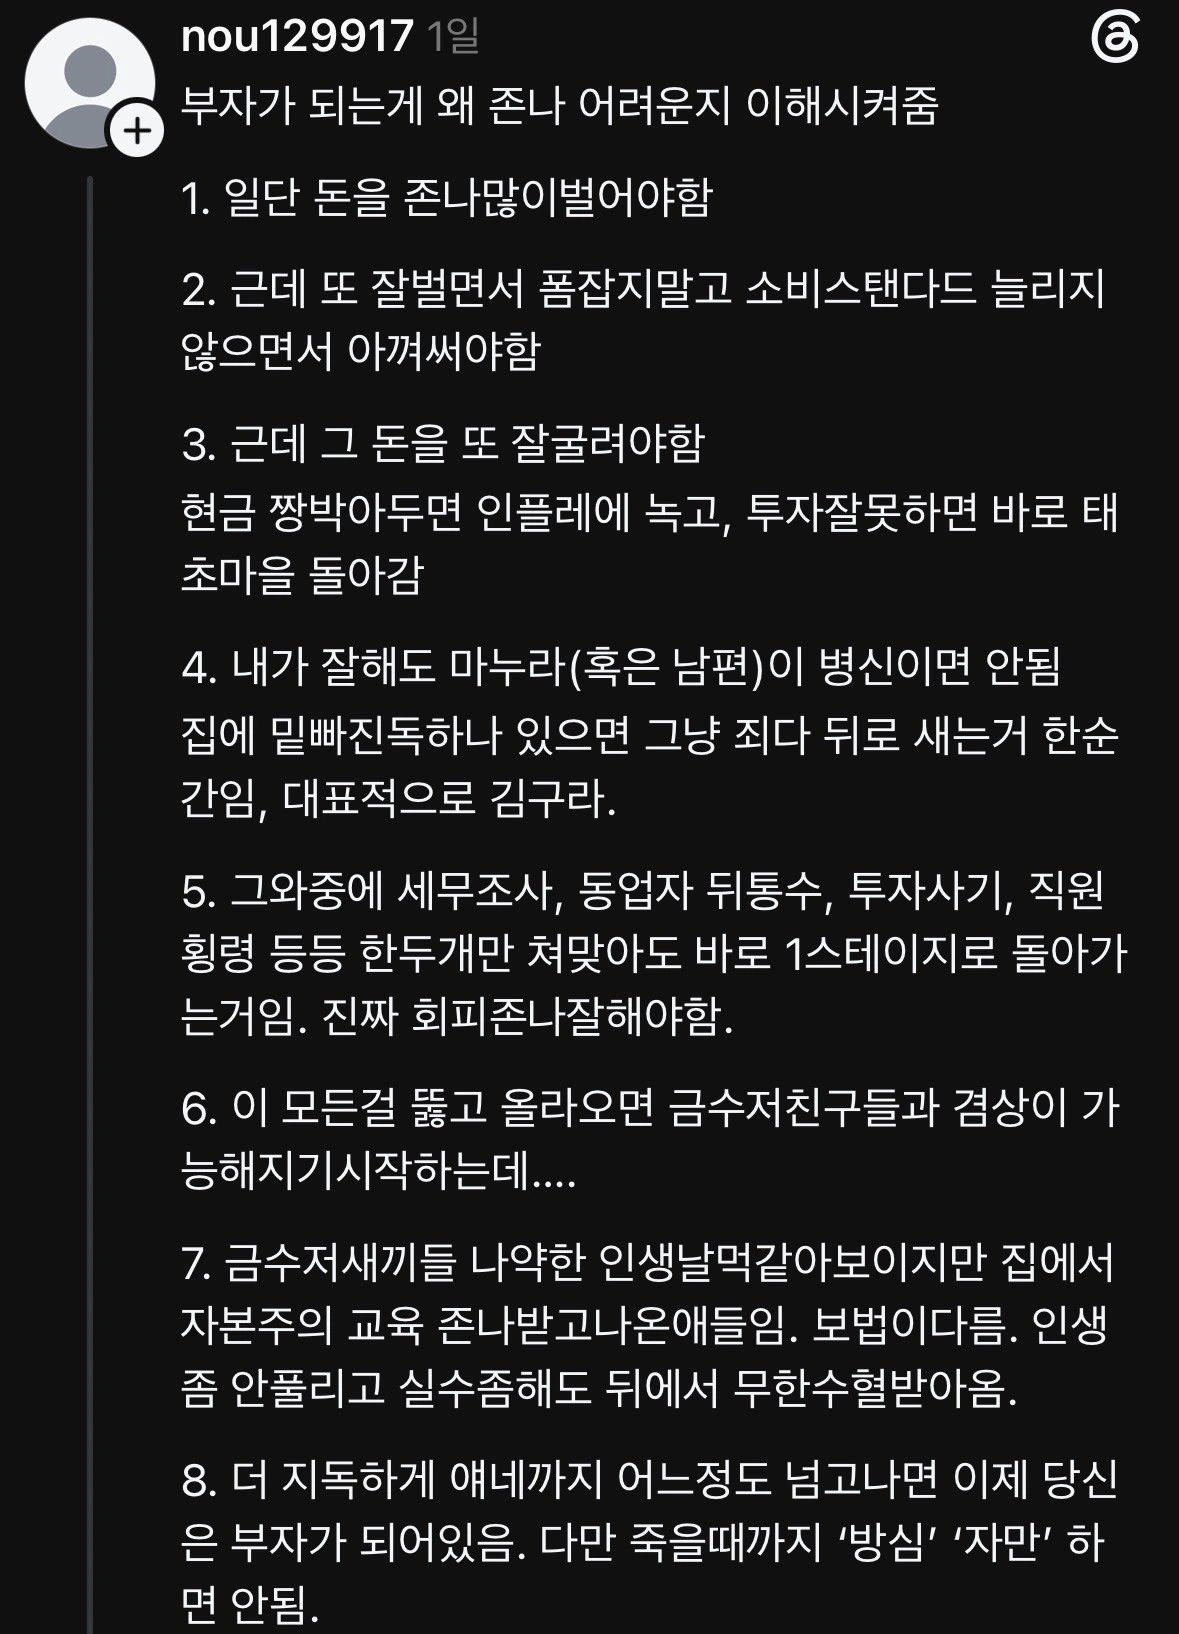 nou129917 1일
부자가 되는게 왜 존나 어려운지 이해시켜줌
1. 일단 돈을 존나많이벌어야함
2. 근데 또 잘벌면서 폼잡지말고 소비스탠다드 늘리지
않으면서 아껴써야함
3. 근데 그 돈을 또 잘굴려야함
현금 짱박아두면 인플레에 녹고, 투자잘못하면 바로 태
초마을 돌아감
4. 내가 잘해도 마누라(혹은 남편)이 병신이면 안됨
집에 밑빠진독하나 있으면 그냥 죄다 뒤로 새는거 한순
간임, 대표적으로 김구라.
5. 그와중에 세무조사, 동업자 뒤통수, 투자사기, 직원
횡령 등등 한두개만 쳐맞아도 바로 1스테이지로 돌아가
는거임. 진짜 회피존나잘해야함.
6. 이 모든걸 뚫고 올라오면 금수저친구들과 겸상이 가
능해지기시작하는데....
7. 금수저새끼들 나약한 인생날먹같아보이지만 집에서
자본주의 교육 존나받고나온애들임. 보법이다름. 인생
좀 안풀리고 실수좀해도 뒤에서 무한수혈받아옴.
8. 더 지독하게 얘네까지 어느정도 넘고나면 이제 당신
은 부자가 되어있음. 다만 죽을때까지 ‘방심’ ‘자만’ 하
면 안됨.